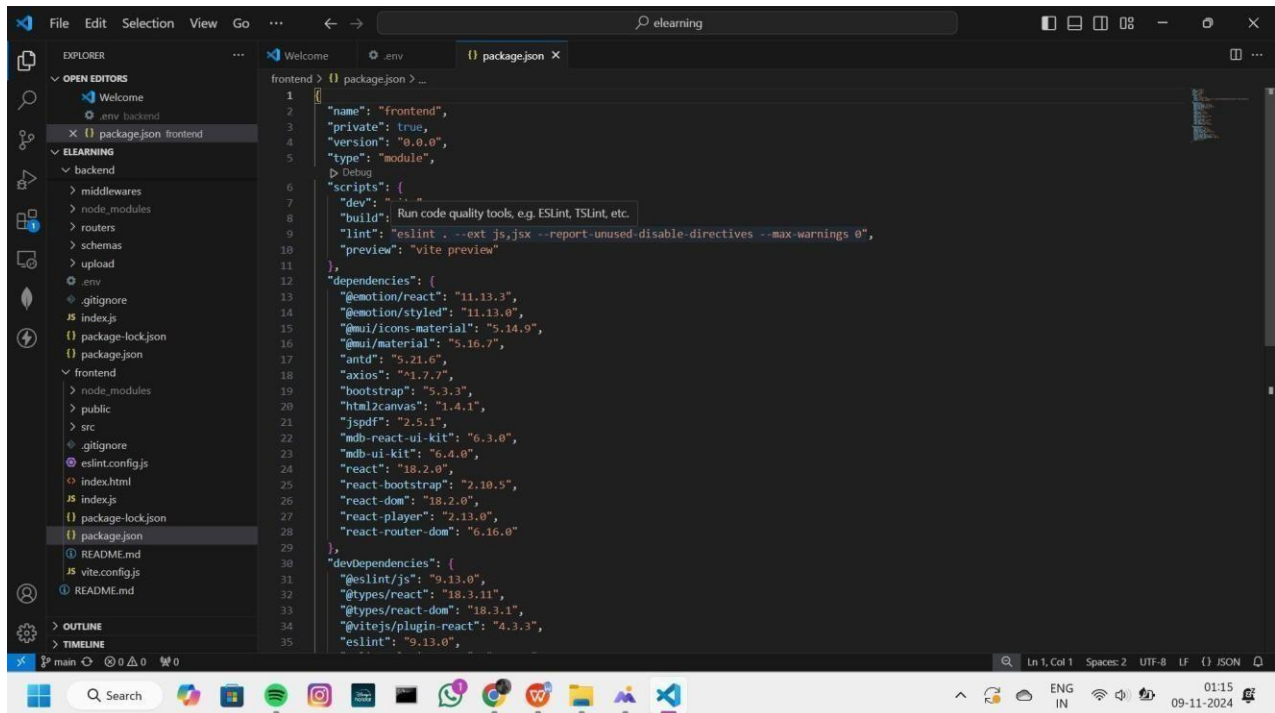 File Edit Selection View Go ... elearning
EXPLORER ...
OPEN EDITORS
Welcome
.env backend
package.json frontend
ELEARNING
backend
middlewares
node_modules
routers
schemas
upload
.env
.gitignore
JS index.js
{} package-lock.json
{} package.json
frontend
node_modules
public
src
.gitignore
eslint.config.js
<> index.html
JS index.js
{} package-lock.json
{} package.json
README.md
JS vite.config.js
README.md
OUTLINE
TIMELINE
Welcome .env {} package.json
frontend > {} package.json > ...
1 {
2 "name": "frontend",
3 "private": true,
4 "version": "0.0.0",
5 "type": "module",
Debug
6 "scripts": {
7 "dev":
Run code quality tools, e.g. ESLint, TSLint, etc.
8 "build":
9 "lint": "eslint . --ext js,jsx --report-unused-disable-directives --max-warnings 0",
10 "preview": "vite preview"
11 },
12 "dependencies": {
13 "@emotion/react": "11.13.3",
14 "@emotion/styled": "11.13.0",
15 "@mui/icons-material": "5.14.9",
16 "@mui/material": "5.16.7",
17 "antd": "5.21.6",
18 "axios": "^1.7.7",
19 "bootstrap": "5.3.3",
20 "html2canvas": "1.4.1",
21 "jspdf": "2.5.1",
22 "mdb-react-ui-kit": "6.3.0",
23 "mdb-ui-kit": "6.4.0",
24 "react": "18.2.0",
25 "react-bootstrap": "2.10.5",
26 "react-dom": "18.2.0",
27 "react-player": "2.13.0",
28 "react-router-dom": "6.16.0"
29 },
30 "devDependencies": {
31 "@eslint/js": "9.13.0",
32 "@types/react": "18.3.11",
33 "@types/react-dom": "18.3.1",
34 "@vitejs/plugin-react": "4.3.3",
35 "eslint": "9.13.0",
main 0 0 0 Ln 1, Col 1 Spaces: 2 UTF-8 LF {} JSON
Search ENG 01:15
IN 09-11-2024